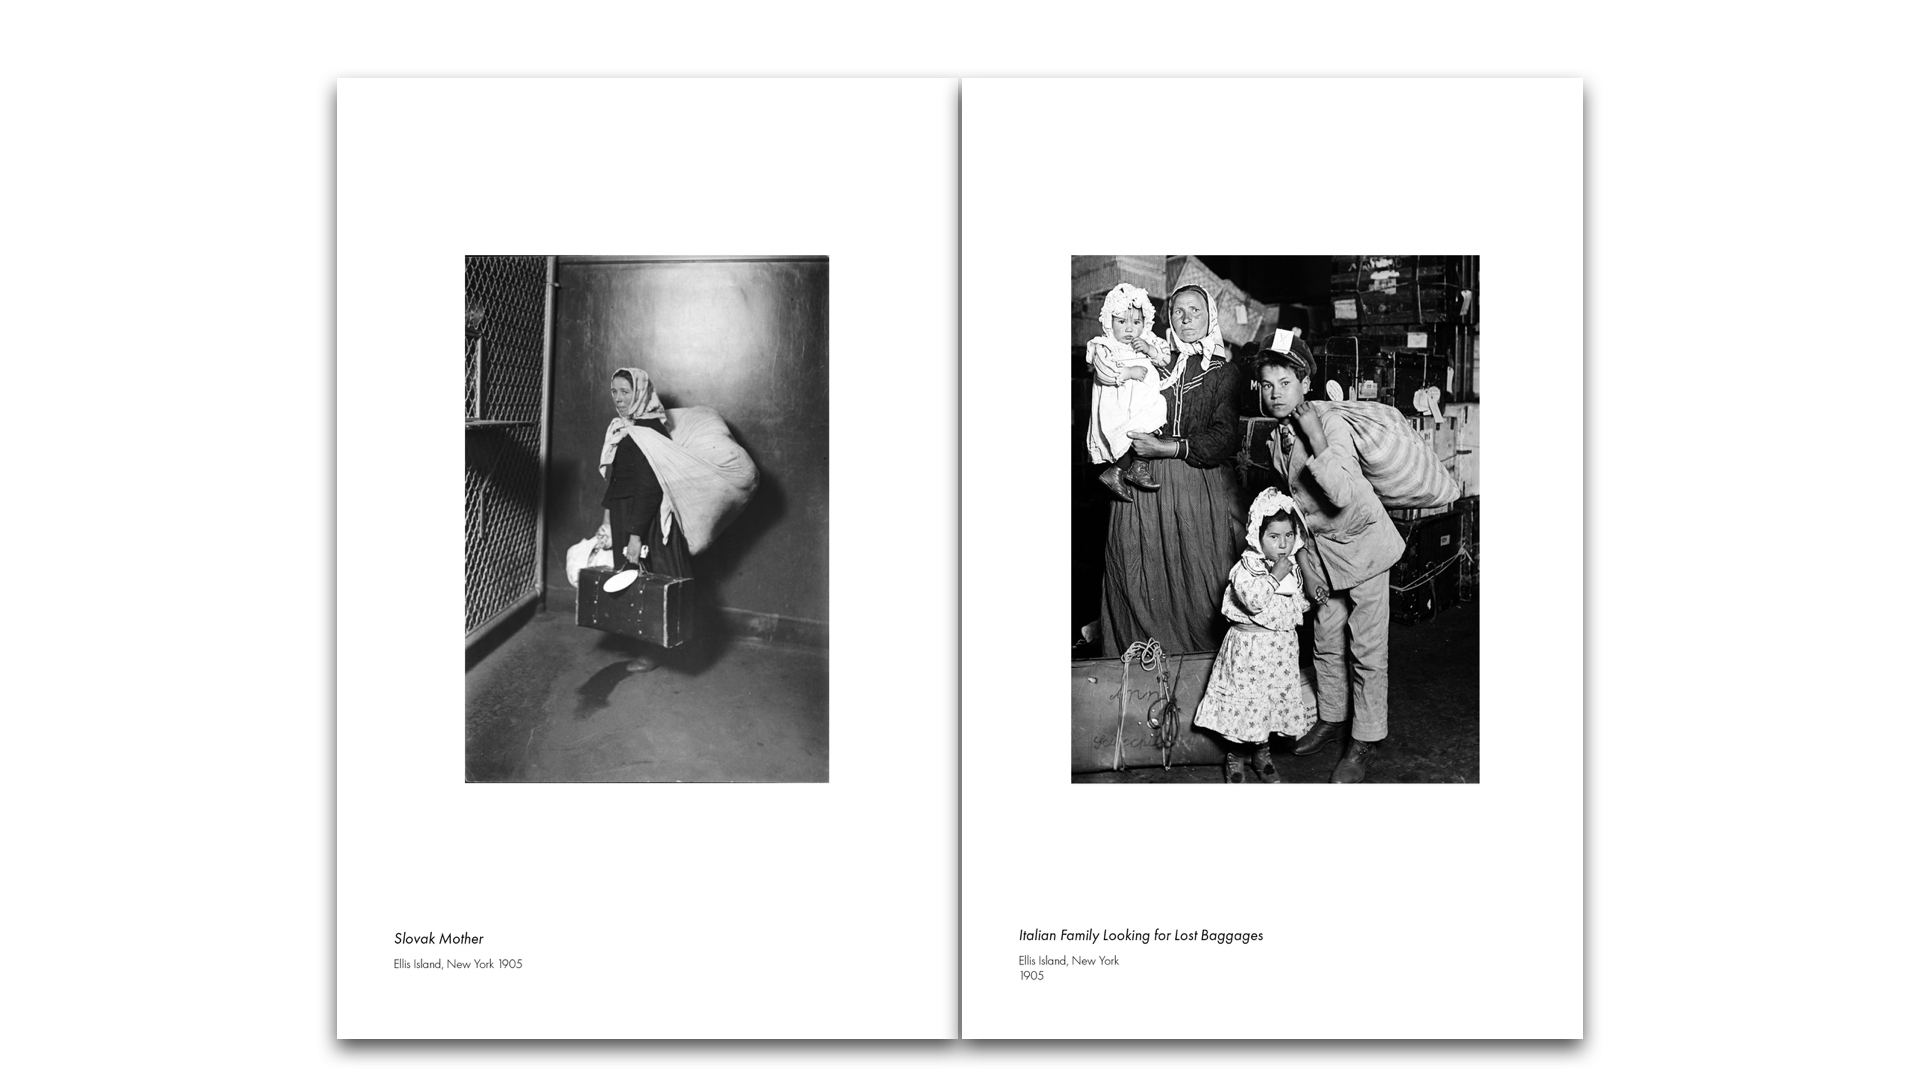 Slovak Mother
Ellis Island, New York 1905
Italian Family Looking for Lost Baggages
Ellis Island, New York
1905